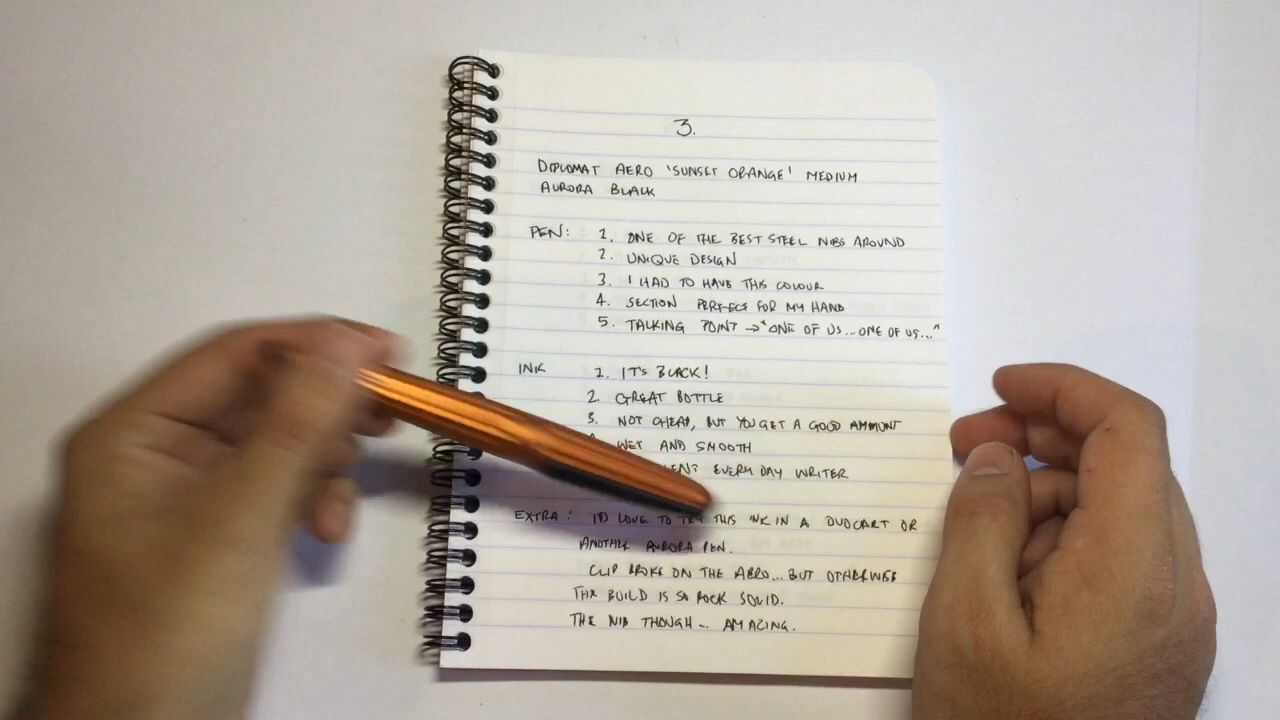 3.
DIPLOMAT AERO 'SUNSET ORANGE' MEDIUM
AURORA BLACK
PEN: 1. ONE OF THE BEST STEEL NIBS AROUND
2. UNIQUE DESIGN
3. I HAD TO HAVE THIS COLOUR
4. SECTION PERFECT FOR MY HAND
5. TALKING POINT → "ONE OF US... ONE OF US..."
INK 1. IT'S BLACK!
2. GREAT BOTTLE
3. NOT CHEAP, BUT YOU GET A GOOD AMOUNT
WET AND SMOOTH
EVERY DAY WRITER
EXTRA: I'D LOVE TO TRY THIS INK IN A DUOCART OR
ANOTHER AURORA PEN.
CLIP BROKE ON THE AERO... BUT OTHERWISE
THE BUILD IS SO ROCK SOLID.
THE NIB THOUGH... AMAZING.